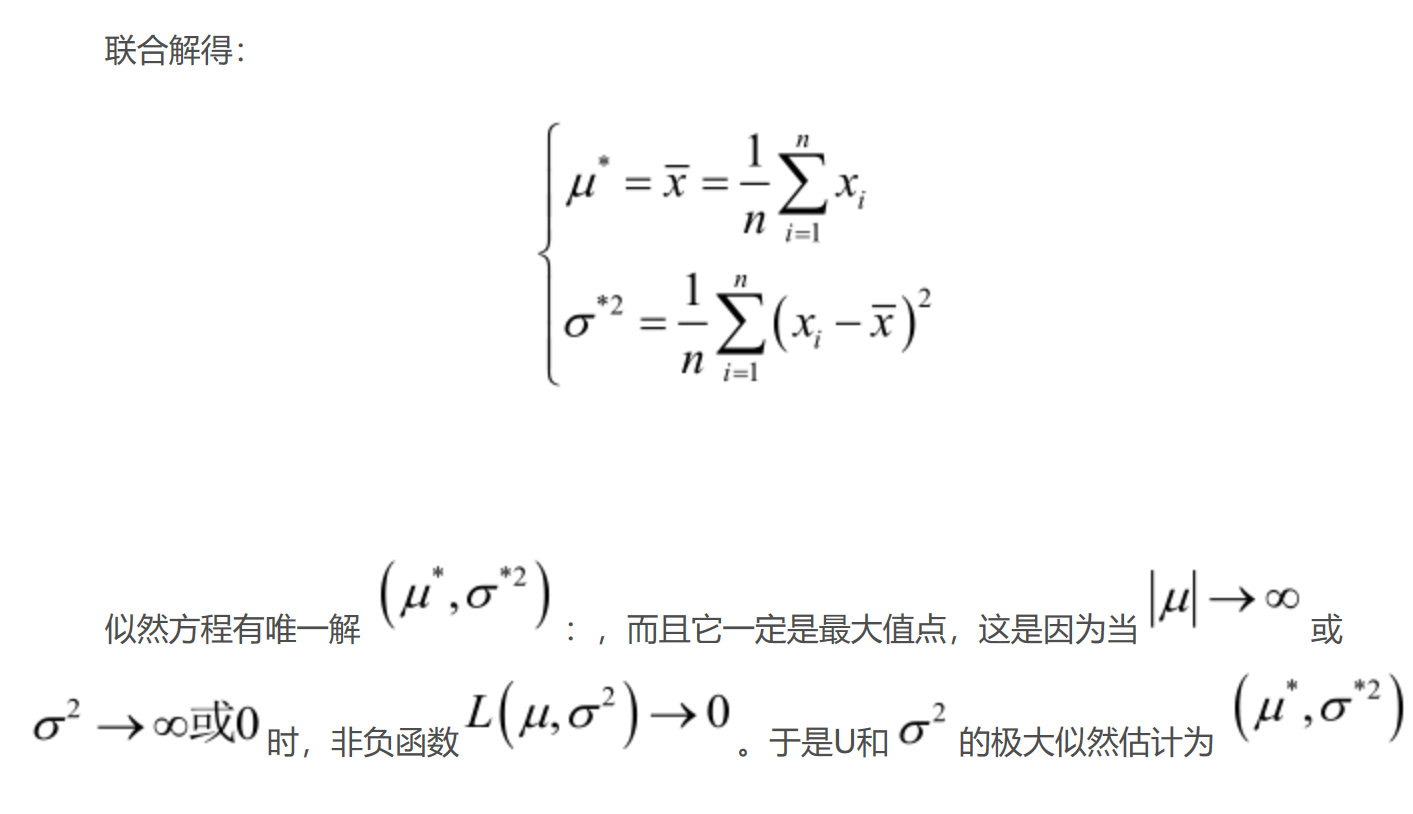 联合解得：
μ* = x̄ = 1/n ∑_{i=1}^{n} x_i
σ*² = 1/n ∑_{i=1}^{n} (x_i − x̄)²
似然方程有唯一解 (μ*,σ*²)：，而且它一定是最大值点，这是因为当 |μ|→∞ 或
σ²→∞或0时，非负函数 L(μ,σ²)→0。于是U和 σ² 的极大似然估计为 (μ*,σ*²)